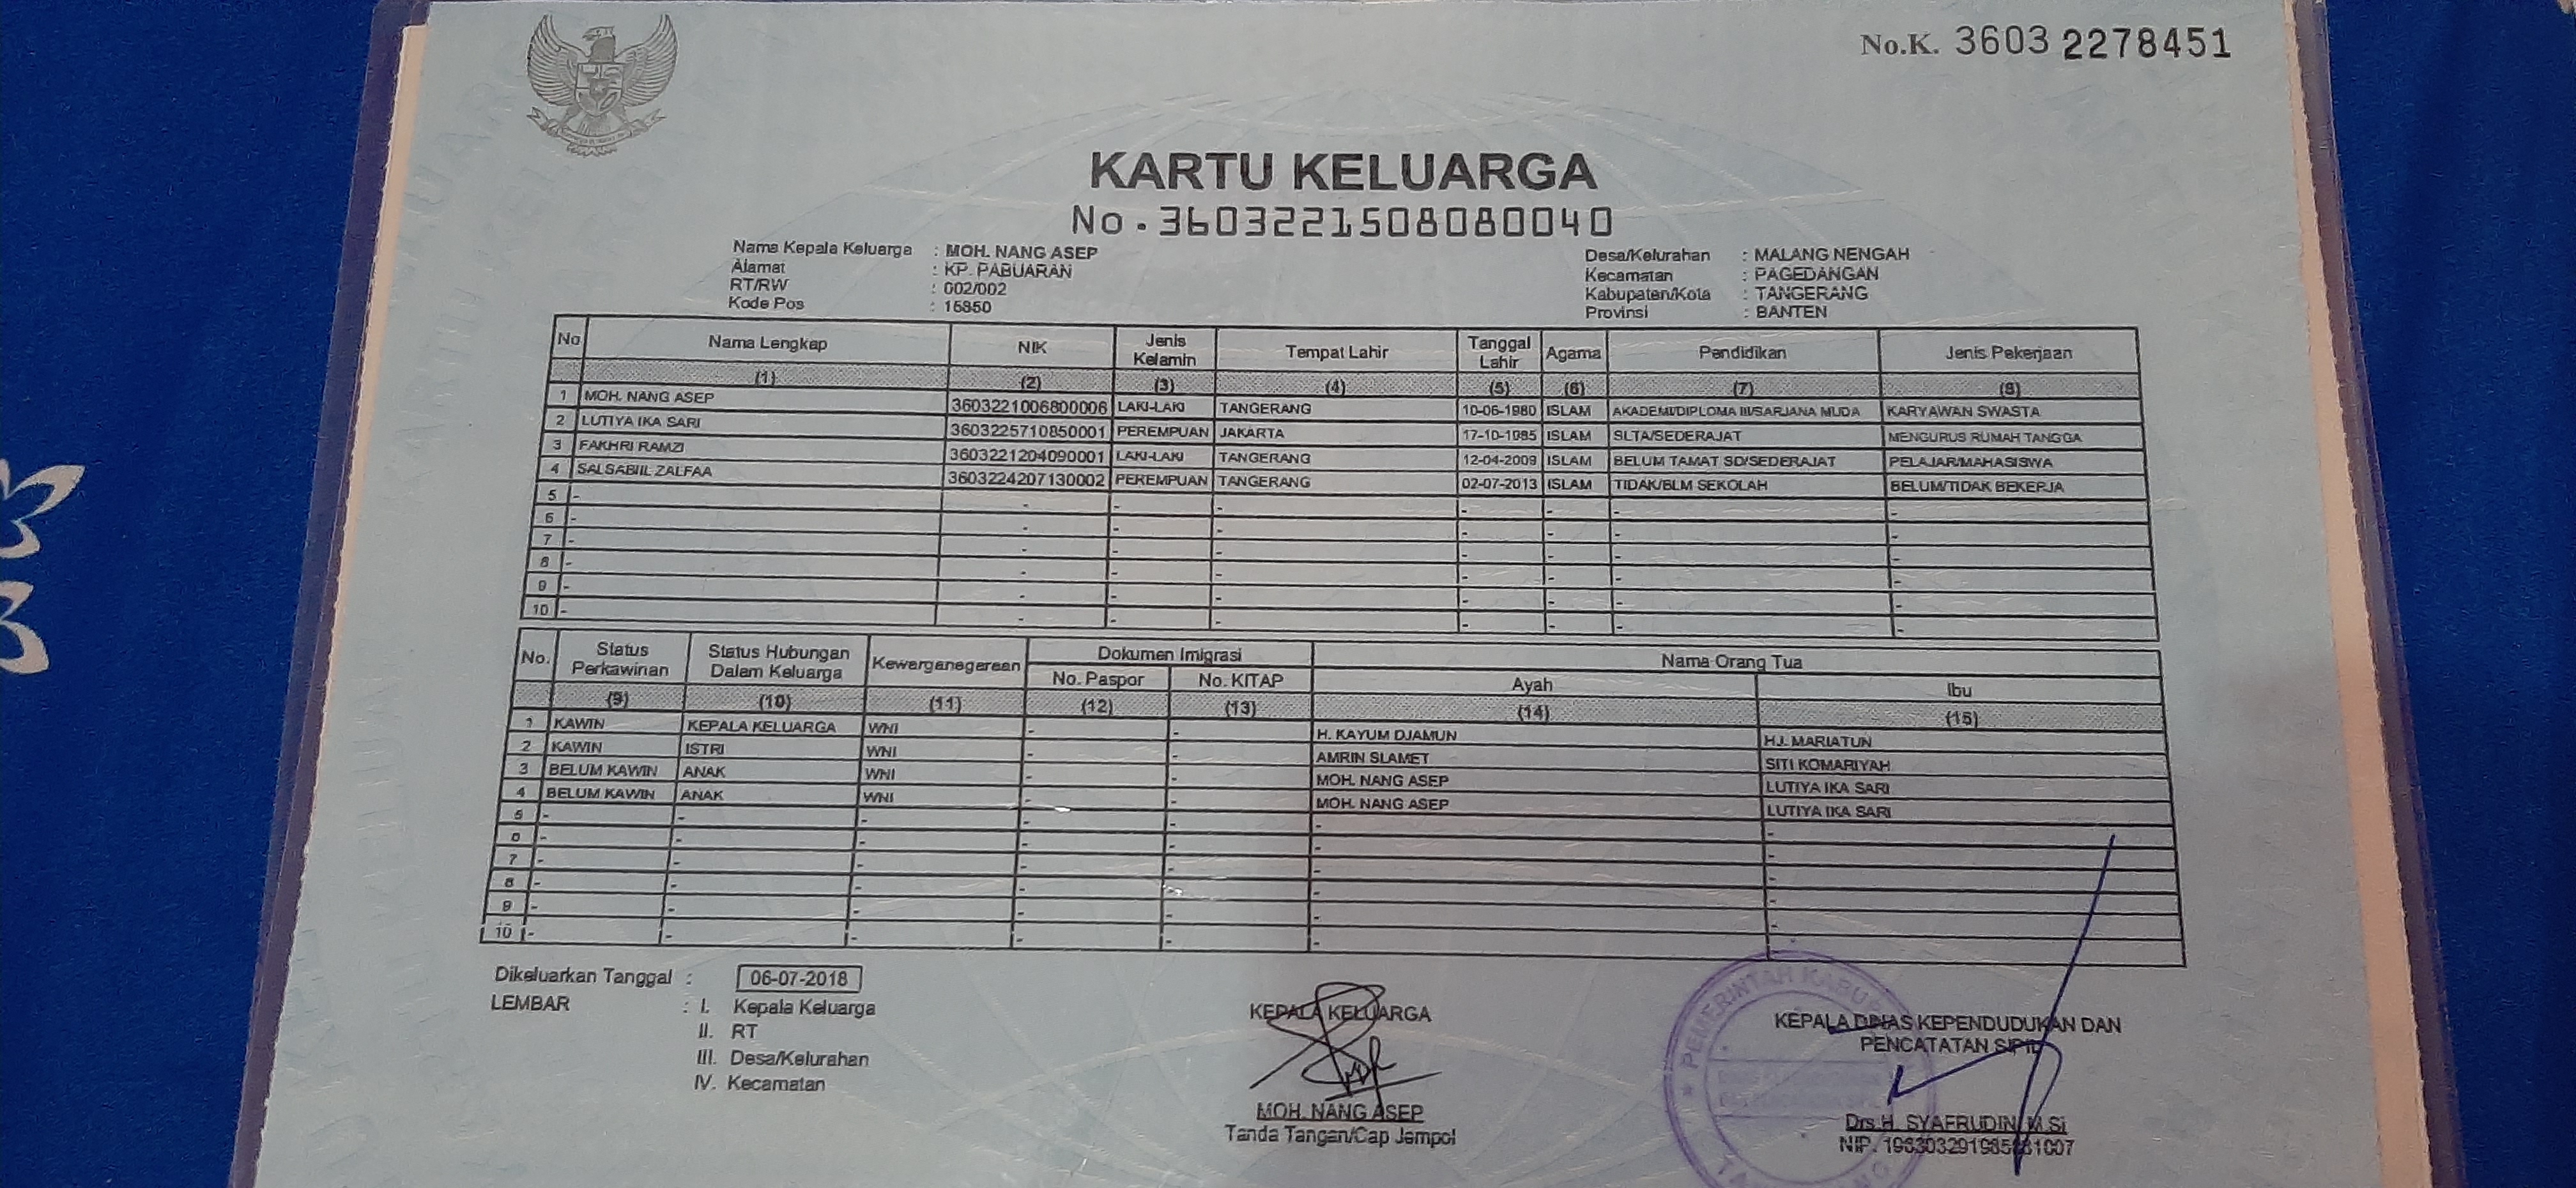 No.K. 3603 2278451
KARTU KELUARGA
No. 3603221508080040
Nama Kepala Keluarga : MOH. NANG ASEP
Alamat : KP. PABUARAN
RT/RW : 002/002
Kode Pos : 15850
Desa/Kelurahan : MALANG NENGAH
Kecamatan : PAGEDANGAN
Kabupaten/Kota : TANGERANG
Provinsi : BANTEN
No Nama Lengkap NIK Jenis Kelamin Tempat Lahir Tanggal Lahir Agama Pendidikan Jenis Pekerjaan
(1) (2) (3) (4) (5) (6) (7) (8)
1 MOH. NANG ASEP 3603221006800006 LAKI-LAKI TANGERANG 10-06-1980 ISLAM AKADEMI/DIPLOMA III/SARJANA MUDA KARYAWAN SWASTA
2 LUTIYA IKA SARI 3603225710850001 PEREMPUAN JAKARTA 17-10-1985 ISLAM SLTA/SEDERAJAT MENGURUS RUMAH TANGGA
3 FAKHRI RAMZI 3603221204090001 LAKI-LAKI TANGERANG 12-04-2009 ISLAM BELUM TAMAT SD/SEDERAJAT PELAJAR/MAHASISWA
4 SALSABIIL ZALFAA 3603224207130002 PEREMPUAN TANGERANG 02-07-2013 ISLAM TIDAK/BLM SEKOLAH BELUM/TIDAK BEKERJA
5 - - - - - - - -
6 - - - - - - - -
7 - - - - - - - -
8 - - - - - - - -
9 - - - - - - - -
10 - - - - - - - -
No. Status Perkawinan Status Hubungan Dalam Keluarga Kewarganegaraan Dokumen Imigrasi Nama Orang Tua
No. Paspor No. KITAP Ayah Ibu
(9) (10) (11) (12) (13) (14) (15)
1 KAWIN KEPALA KELUARGA WNI - - H. KAYUM DJAMUN HJ. MARIATUN
2 KAWIN ISTRI WNI - - AMRIN SLAMET SITI KOMARIYAH
3 BELUM KAWIN ANAK WNI - - MOH. NANG ASEP LUTIYA IKA SARI
4 BELUM KAWIN ANAK WNI - - MOH. NANG ASEP LUTIYA IKA SARI
5 - - - - - - -
6 - - - - - - -
7 - - - - - - -
8 - - - - - - -
9 - - - - - - -
10 - - - - - - -
Dikeluarkan Tanggal : 06-07-2018
LEMBAR : I. Kepala Keluarga
II. RT
III. Desa/Kelurahan
IV. Kecamatan
KEPALA KELUARGA
MOH. NANG ASEP
Tanda Tangan/Cap Jempol
KEPALA DINAS KEPENDUDUKAN DAN
PENCATATAN SIPIL
PEMERINTAH KABU
Drs.H. SYAFRUDIN, M.Si
NIP.